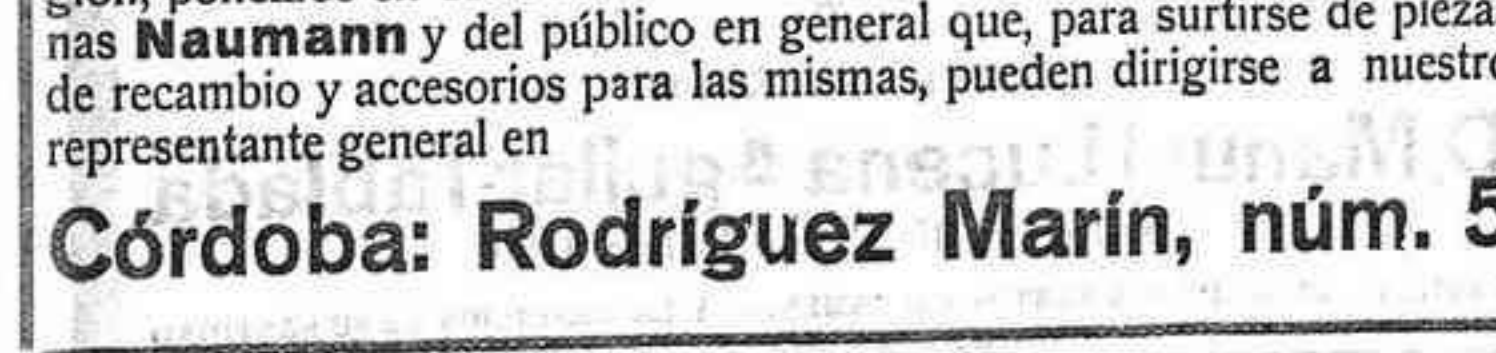 nas Naumann y del público en general que, para surtirse de pieza
de recambio y accesorios para las mismas, pueden dirigirse a nuestro
representante general en
Córdoba: Rodríguez Marín, núm. 5